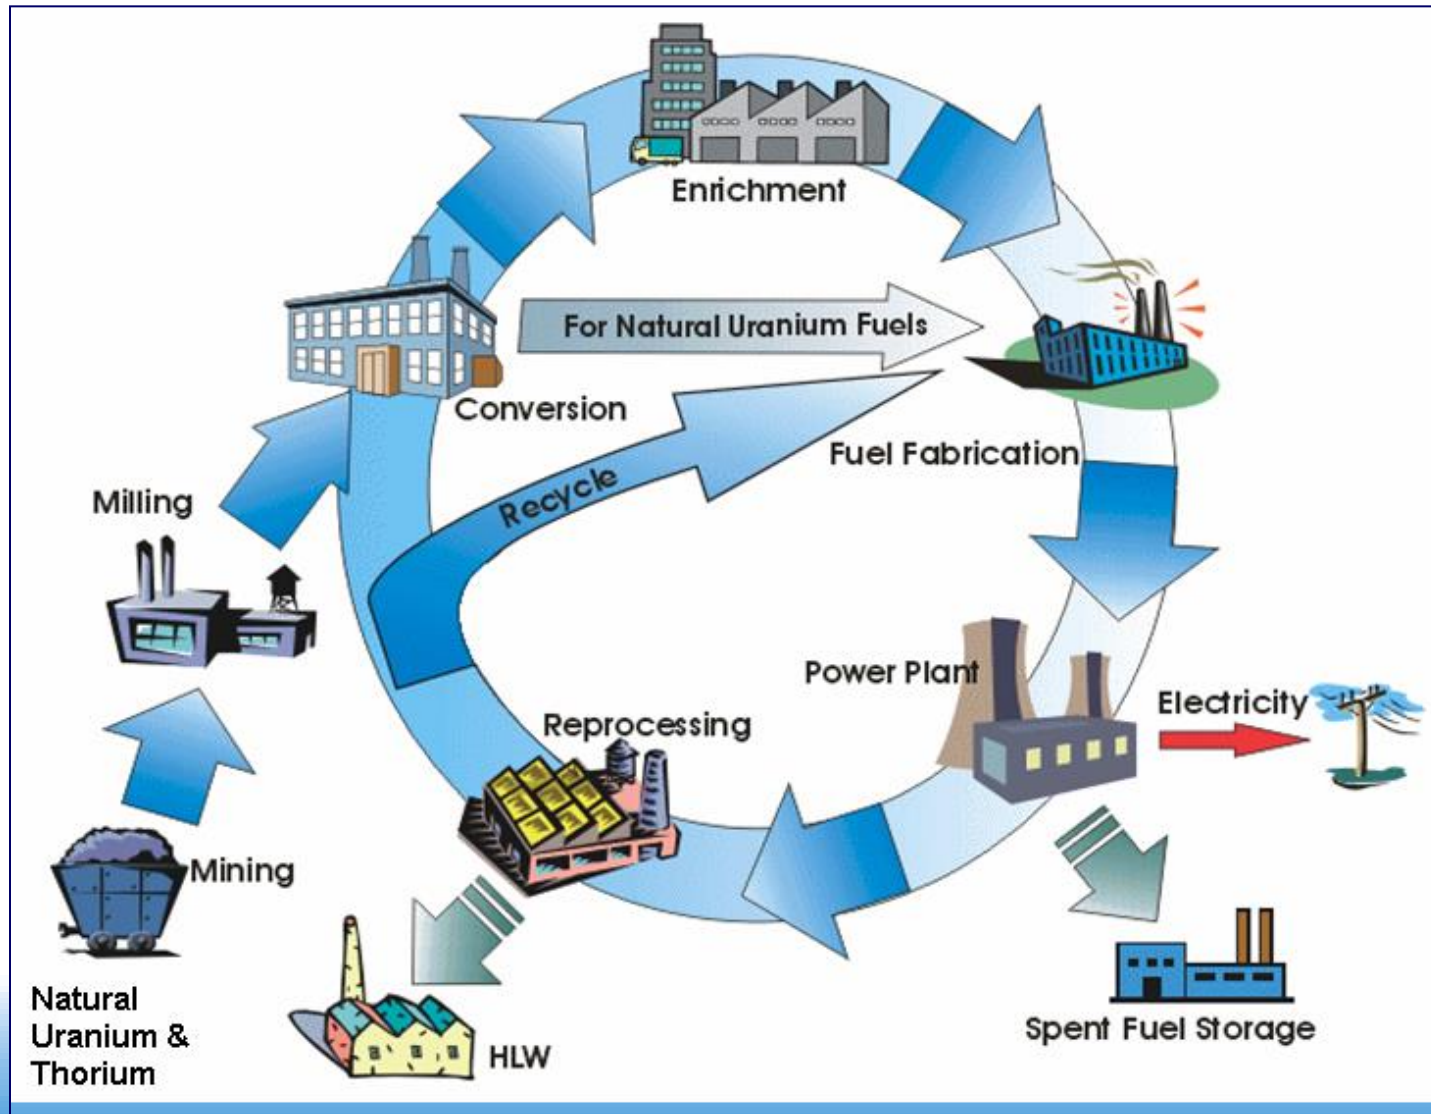 Enrichment
For Natural Uranium Fuels
Conversion
Fuel Fabrication
Recycle
Milling
Power Plant
Electricity
Reprocessing
Mining
Natural
Uranium &
Thorium
HLW
Spent Fuel Storage